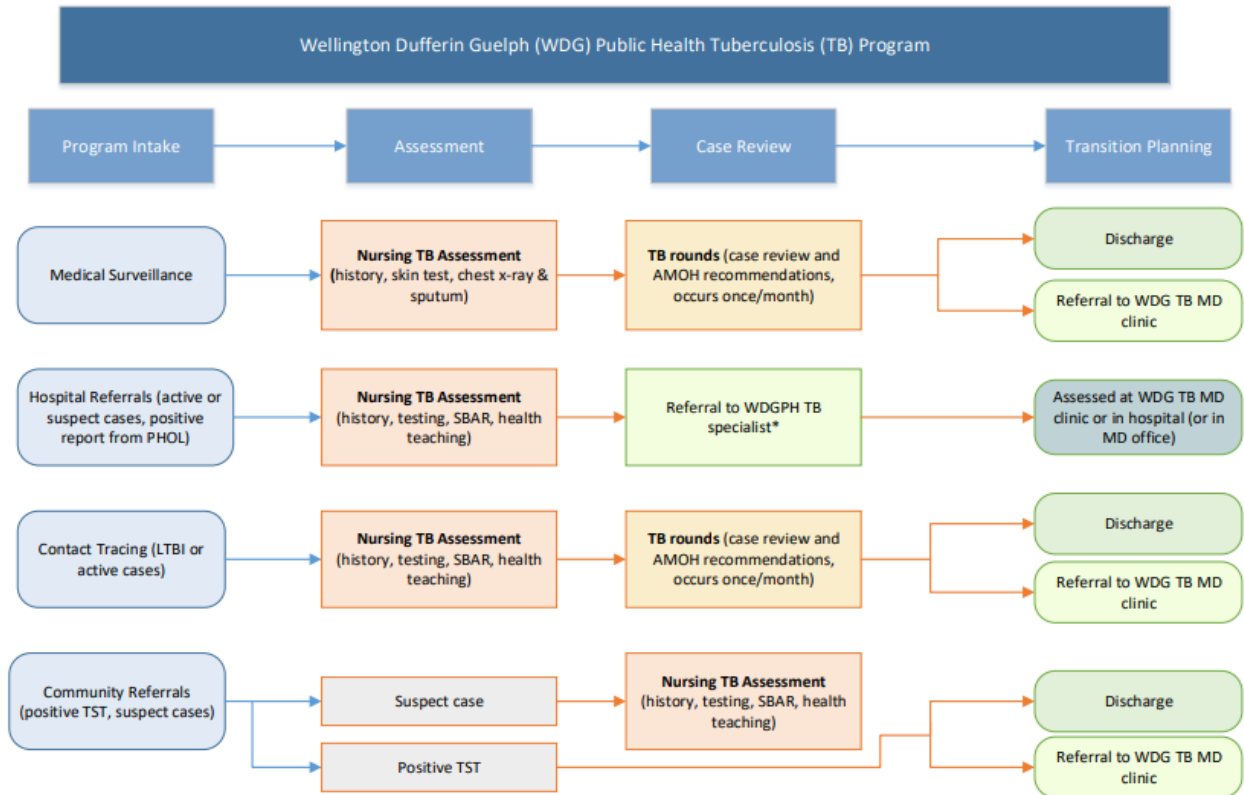 Wellington Dufferin Guelph (WDG) Public Health Tuberculosis (TB) Program
Program Intake
Assessment
Case Review
Transition Planning
Medical Surveillance
Nursing TB Assessment
(history, skin test, chest x-ray &
sputum)
TB rounds (case review and
AMOH recommendations,
occurs once/month)
Discharge
Referral to WDG TB MD
clinic
Hospital Referrals (active or
suspect cases, positive
report from PHOL)
Nursing TB Assessment
(history, testing, SBAR, health
teaching)
Referral to WDGPH TB
specialist*
Assessed at WDG TB MD
clinic or in hospital (or in
MD office)
Contact Tracing (LTBI or
active cases)
Nursing TB Assessment
(history, testing, SBAR, health
teaching)
TB rounds (case review and
AMOH recommendations,
occurs once/month)
Discharge
Referral to WDG TB MD
clinic
Community Referrals
(positive TST, suspect cases)
Suspect case
Nursing TB Assessment
(history, testing, SBAR, health
teaching)
Positive TST
Discharge
Referral to WDG TB MD
clinic